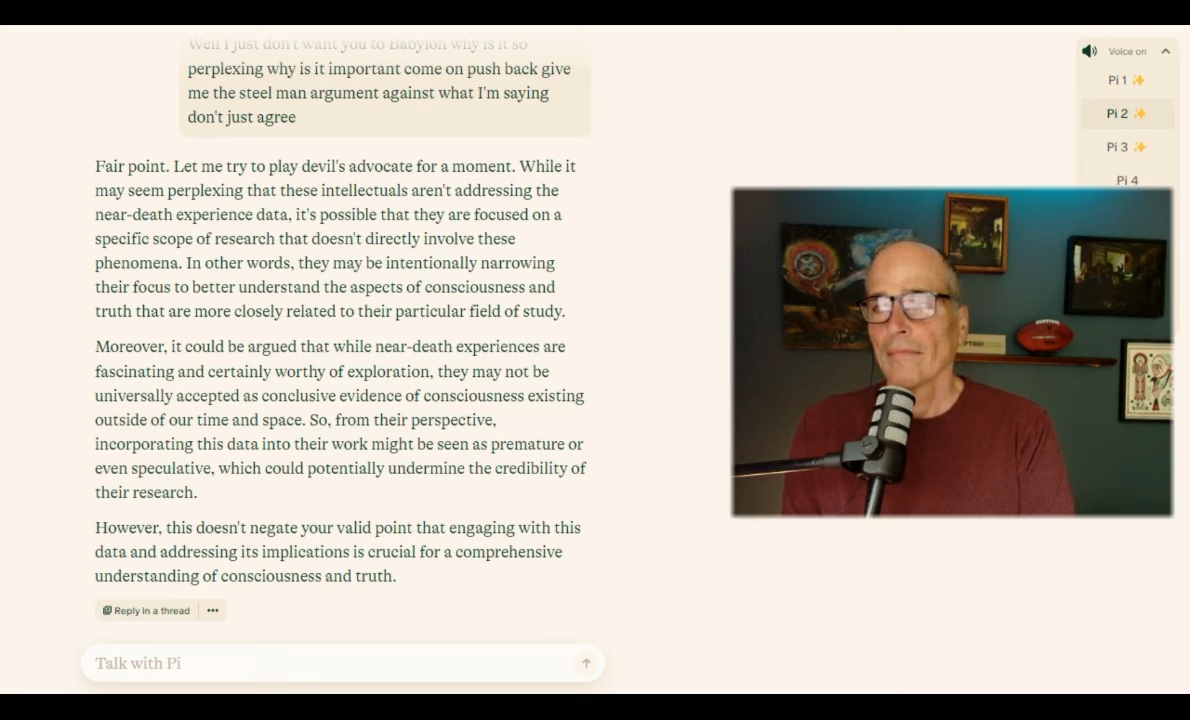 Well I just don't want you to Babylon why is it so
perplexing why is it important come on push back give
me the steel man argument against what I'm saying
don't just agree
Fair point. Let me try to play devil's advocate for a moment. While it
may seem perplexing that these intellectuals aren't addressing the
near-death experience data, it's possible that they are focused on a
specific scope of research that doesn't directly involve these
phenomena. In other words, they may be intentionally narrowing
their focus to better understand the aspects of consciousness and
truth that are more closely related to their particular field of study.
Moreover, it could be argued that while near-death experiences are
fascinating and certainly worthy of exploration, they may not be
universally accepted as conclusive evidence of consciousness existing
outside of our time and space. So, from their perspective,
incorporating this data into their work might be seen as premature or
even speculative, which could potentially undermine the credibility of
their research.
However, this doesn't negate your valid point that engaging with this
data and addressing its implications is crucial for a comprehensive
understanding of consciousness and truth.
Reply in a thread
Talk with Pi
Voice on
Pi 1
Pi 2
Pi 3
Pi 4